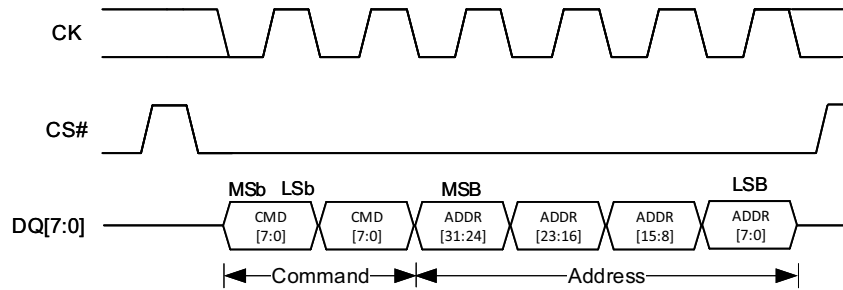 CK
CS#
MSb LSb MSB LSB
DQ[7:0]
CMD [7:0]
CMD [7:0]
ADDR [31:24]
ADDR [23:16]
ADDR [15:8]
ADDR [7:0]
Command Address